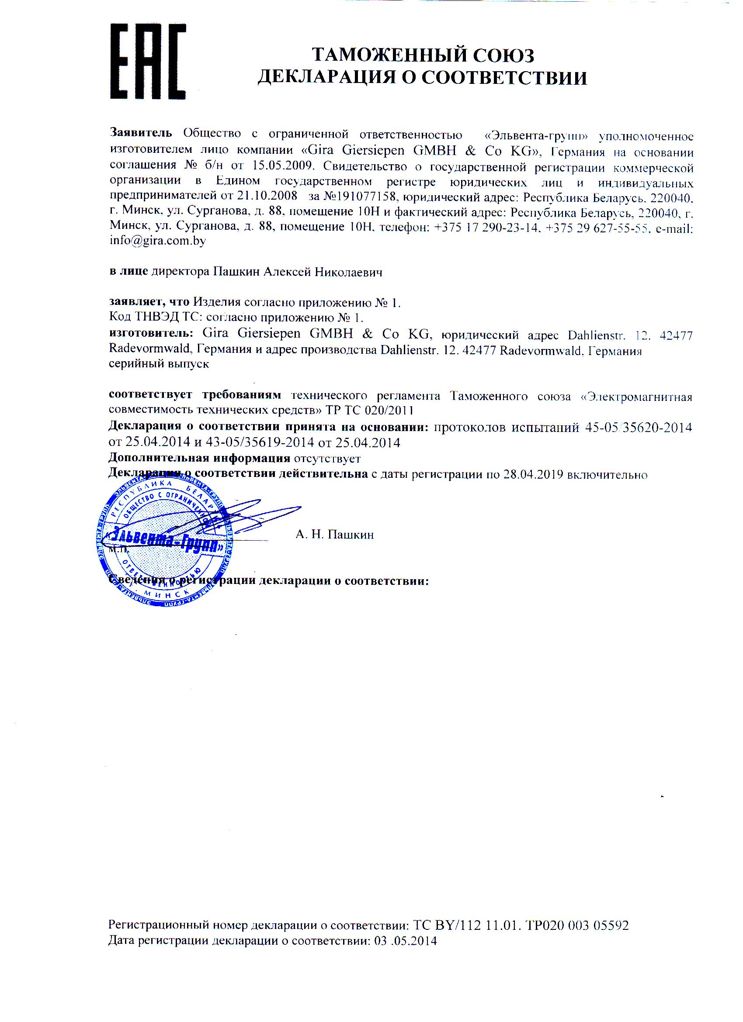 EAC
ТАМОЖЕННЫЙ СОЮЗ
ДЕКЛАРАЦИЯ О СООТВЕТСТВИИ
Заявитель Общество с ограниченной ответственностью «Эльвента-групп» уполномоченное
изготовителем лицо компании «Gira Giersiepen GMBH & Co KG», Германия на основании
соглашения № б/н от 15.05.2009. Свидетельство о государственной регистрации коммерческой
организации в Едином государственном регистре юридических лиц и индивидуальных
предпринимателей от 21.10.2008 за №191077158, юридический адрес: Республика Беларусь, 220040,
г. Минск, ул. Сурганова, д. 88, помещение 10Н и фактический адрес: Республика Беларусь, 220040, г.
Минск, ул. Сурганова, д. 88, помещение 10Н, телефон: +375 17 290-23-14, +375 29 627-55-55, e-mail:
info@gira.com.by
в лице директора Пашкин Алексей Николаевич
заявляет, что Изделия согласно приложению № 1.
Код ТНВЭД ТС: согласно приложению № 1.
изготовитель: Gira Giersiepen GMBH & Co KG, юридический адрес Dahlienstr. 12. 42477
Radevormwald, Германия и адрес производства Dahlienstr. 12. 42477 Radevormwald, Германия
серийный выпуск
соответствует требованиям технического регламента Таможенного союза «Электромагнитная
совместимость технических средств» ТР ТС 020/2011
Декларация о соответствии принята на основании: протоколов испытаний 45-05 35620-2014
от 25.04.2014 и 43-05/35619-2014 от 25.04.2014
Дополнительная информация отсутствует
Декларация о соответствии действительна с даты регистрации по 28.04.2019 включительно
РЕСПУБЛИКА БЕЛАРУСЬ
ОБЩЕСТВО С ОГРАНИЧЕННОЙ
«Эльвента-Групп»
ОТВЕТСТВЕННОСТЬЮ
МИНСК
А. Н. Пашкин
М.П.
Сведения о регистрации декларации о соответствии:
Регистрационный номер декларации о соответствии: ТС BY/112 11.01. ТР020 003 05592
Дата регистрации декларации о соответствии: 03 .05.2014